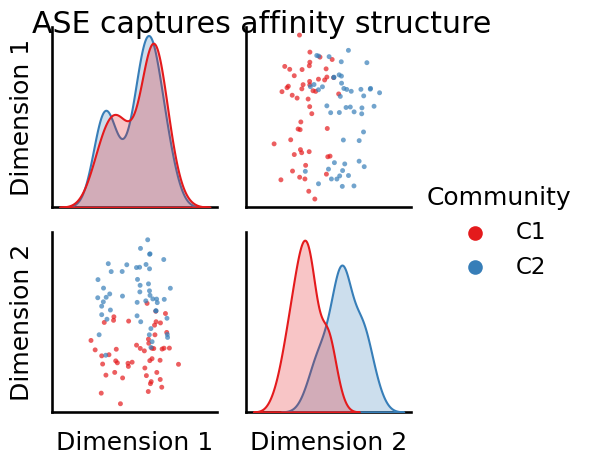 ASE captures affinity structure
Dimension 1
Community
C1
C2
Dimension 2
Dimension 1
Dimension 2